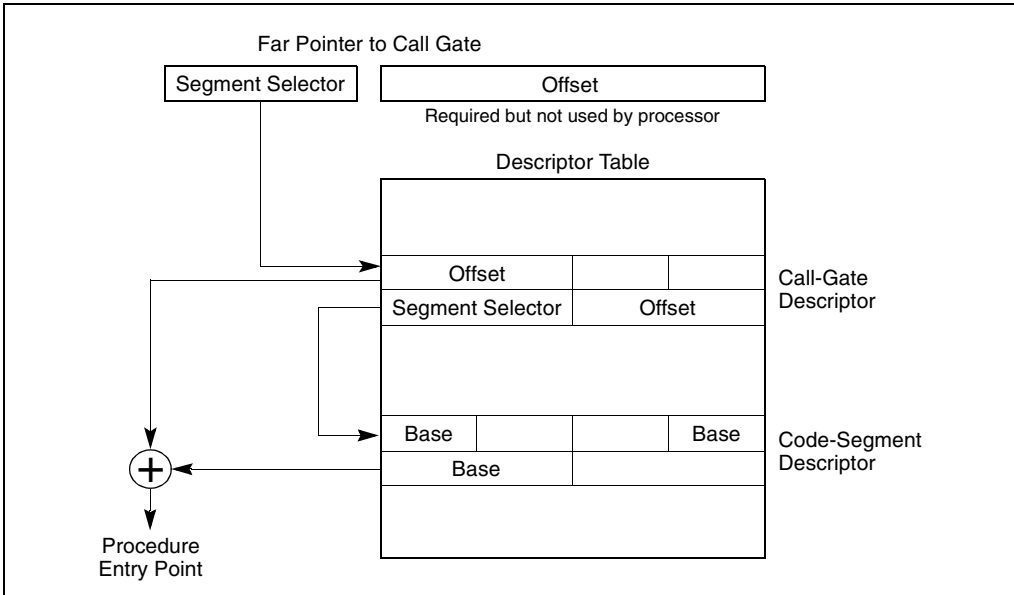 Far Pointer to Call Gate
Segment Selector
Offset
Required but not used by processor
Descriptor Table
Offset
Call-Gate
Descriptor
Segment Selector
Offset
Base
Base
Code-Segment
Descriptor
Base
+
Procedure
Entry Point